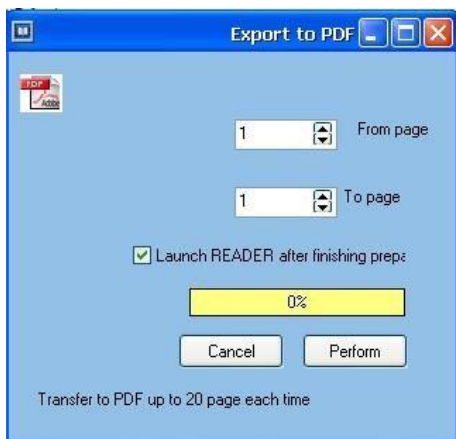 Export to PDF
PDF
Adobe
1 From page
1 To page
Launch READER after finishing prepa
0%
Cancel Perform
Transfer to PDF up to 20 page each time